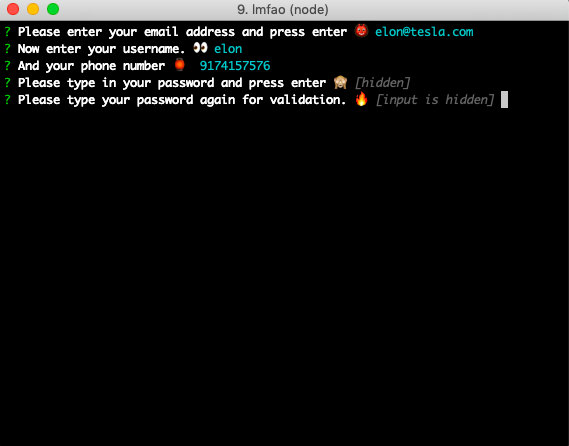 9. lmfao (node)
? Please enter your email address and press enter 👹 elon@tesla.com
? Now enter your username. 👀 elon
? And your phone number 🏮 9174157576
? Please type in your password and press enter 🙈 [hidden]
? Please type your password again for validation. 🔥 [input is hidden]